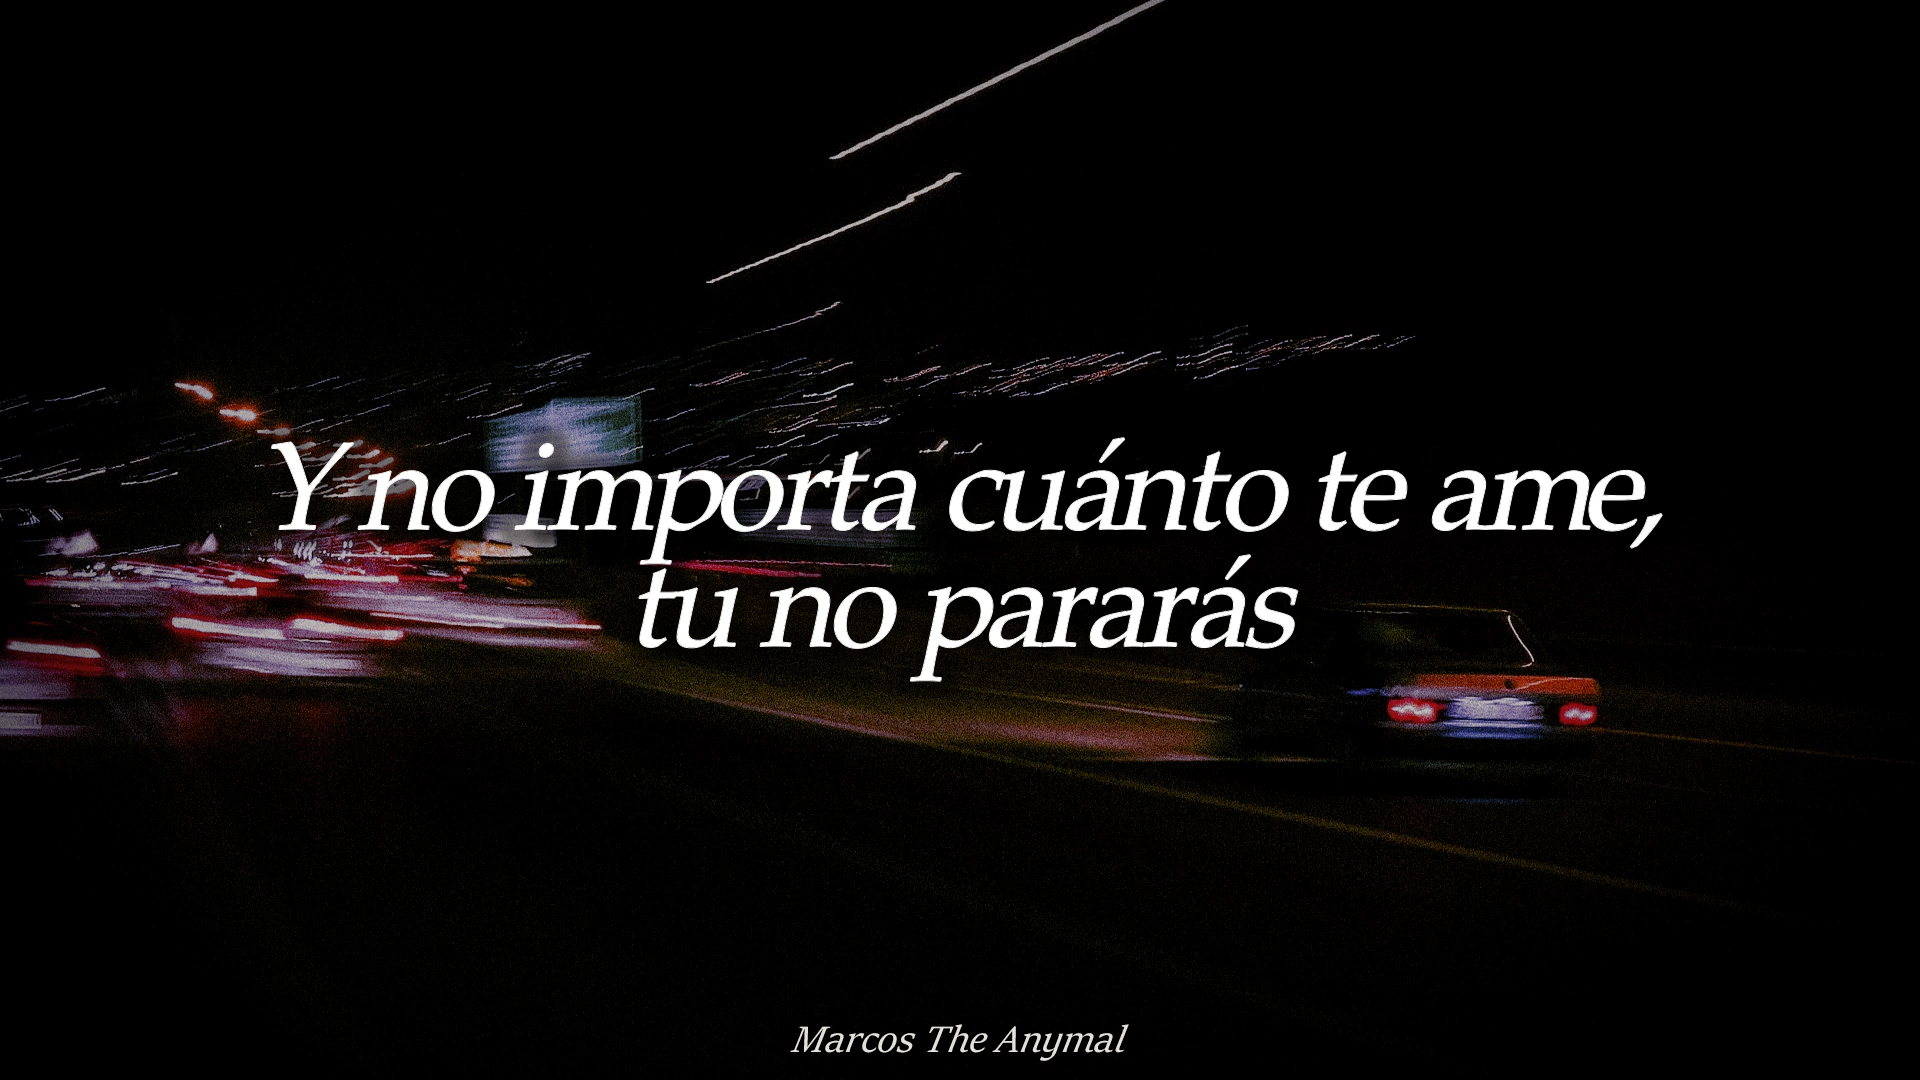 Y no importa cuánto te ame,
tu no pararás
Marcos The Anymal